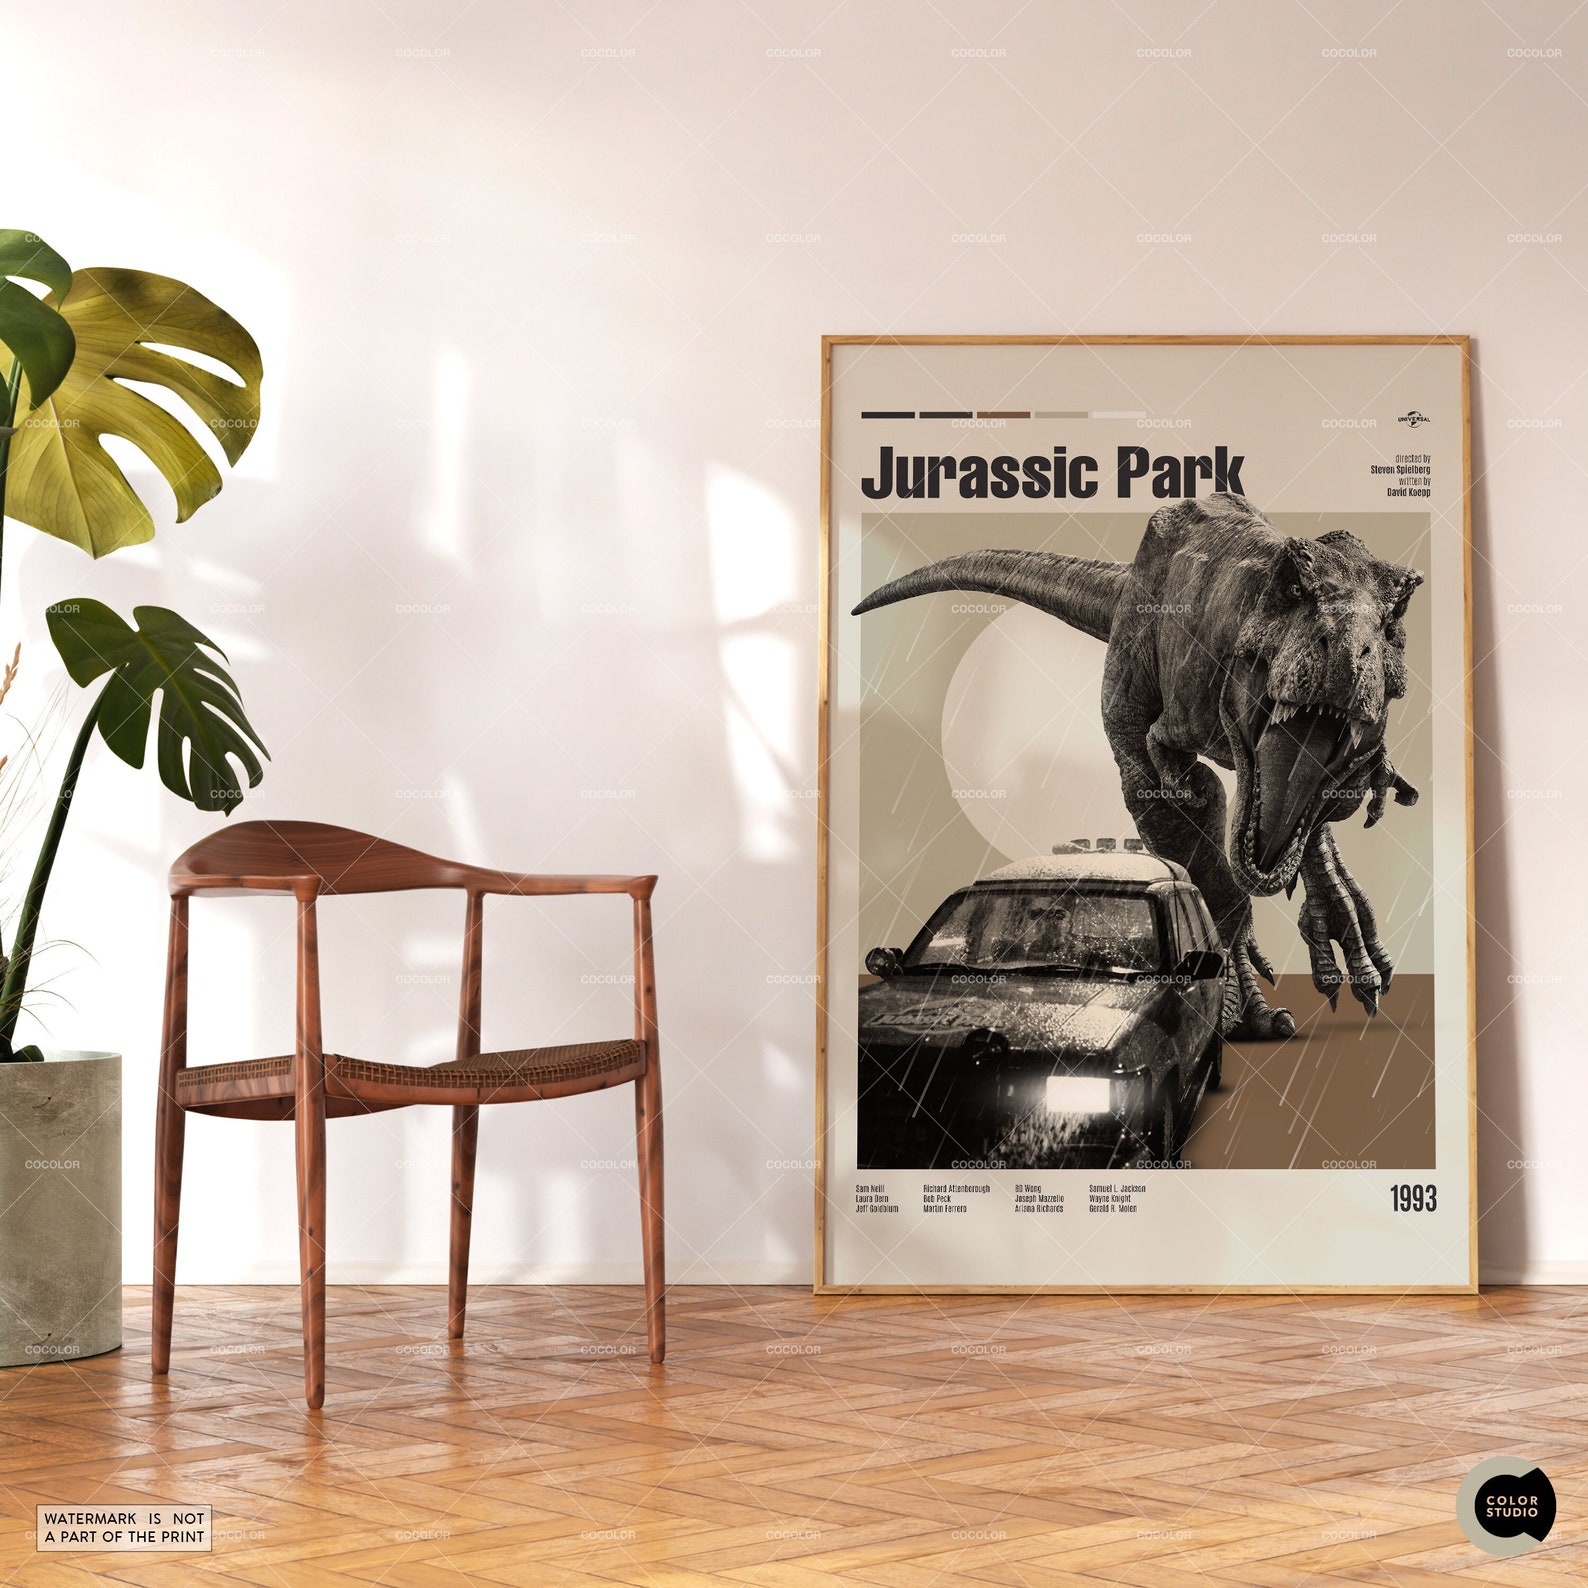 Jurassic Park
UNIVERSAL
directed by
Steven Spielberg
written by
David Koepp
Sam Neill
Laura Dern
Jeff Goldblum
Richard Attenborough
Bob Peck
Martin Ferrero
BD Wong
Joseph Mazzello
Ariana Richards
Samuel L. Jackson
Wayne Knight
Gerald R. Molen
1993
WATERMARK IS NOT
A PART OF THE PRINT
COLOR
STUDIO
COCOLOR